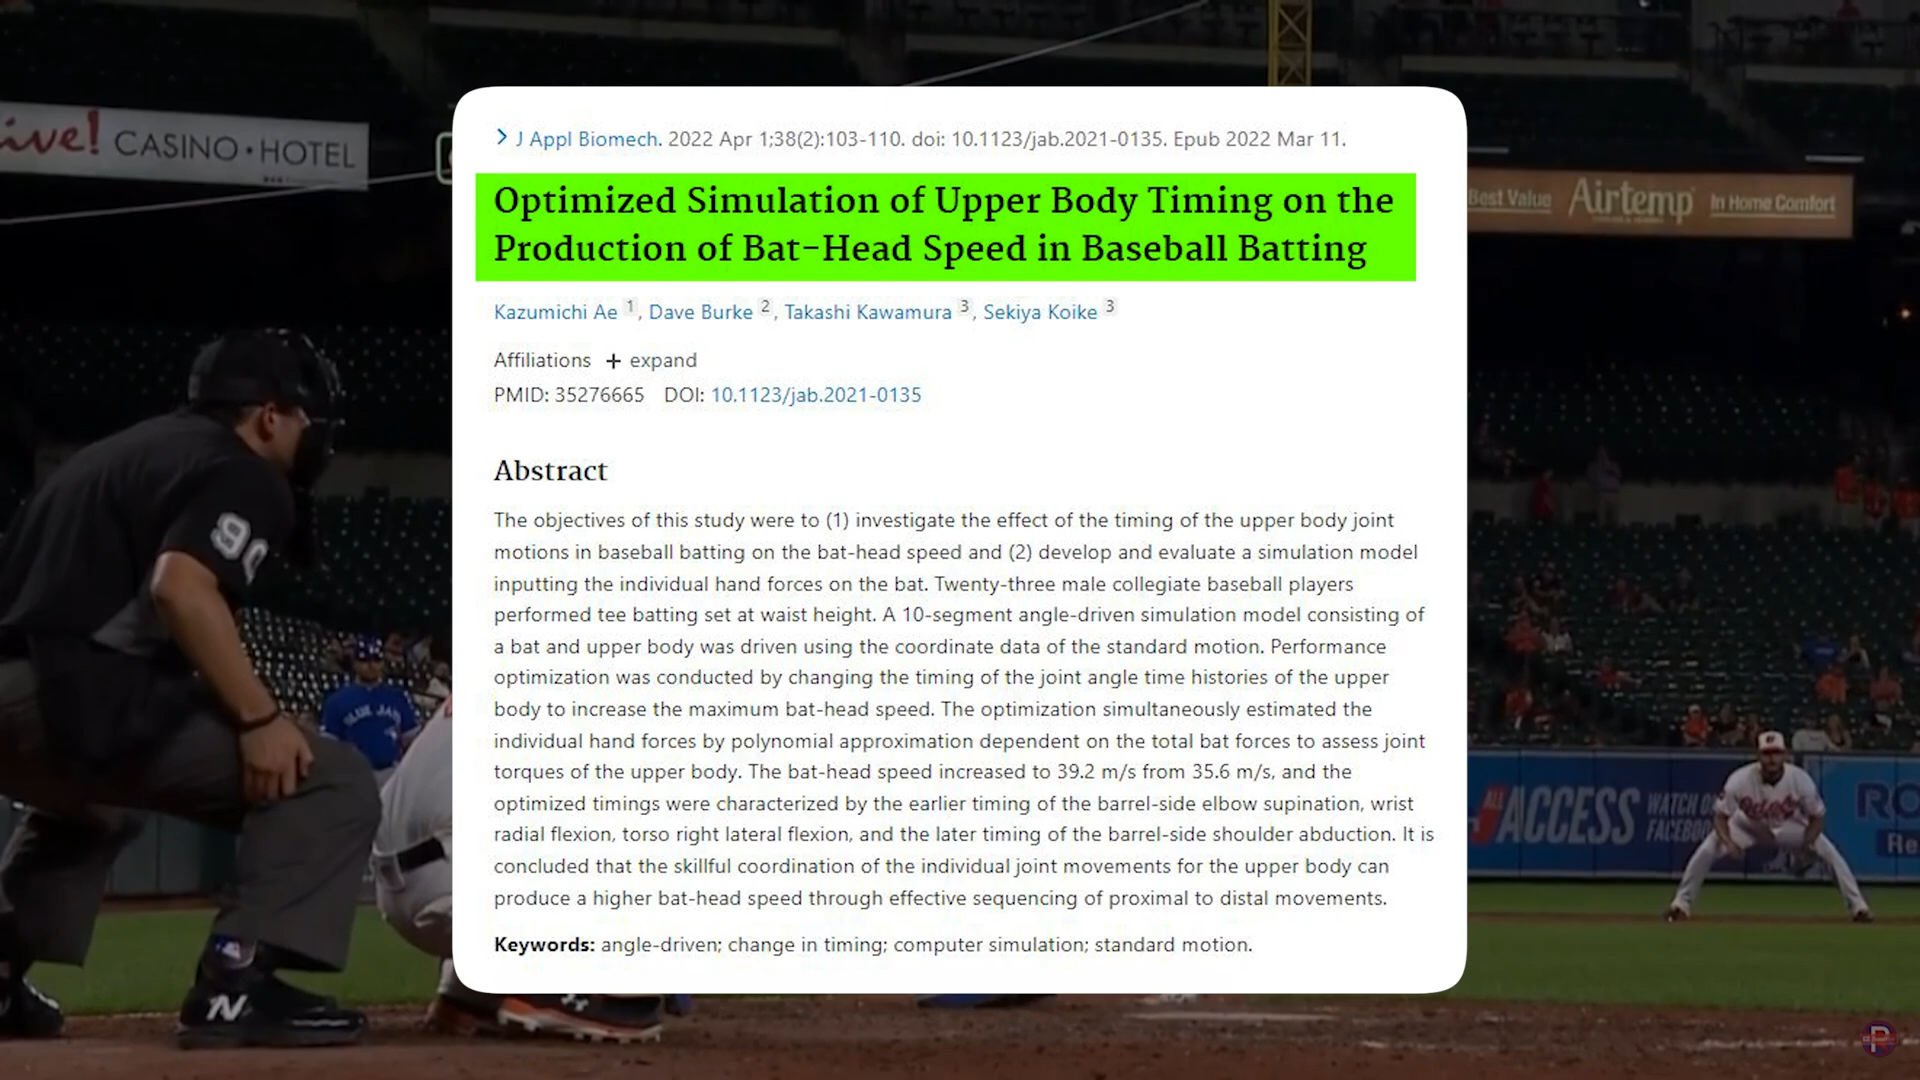 ive! CASINO • HOTEL
Best Value Airtemp In Home Comfort
> J Appl Biomech. 2022 Apr 1;38(2):103-110. doi: 10.1123/jab.2021-0135. Epub 2022 Mar 11.
Optimized Simulation of Upper Body Timing on the
Production of Bat-Head Speed in Baseball Batting
Kazumichi Ae 1, Dave Burke 2, Takashi Kawamura 3, Sekiya Koike 3
Affiliations + expand
PMID: 35276665 DOI: 10.1123/jab.2021-0135
Abstract
The objectives of this study were to (1) investigate the effect of the timing of the upper body joint
motions in baseball batting on the bat-head speed and (2) develop and evaluate a simulation model
inputting the individual hand forces on the bat. Twenty-three male collegiate baseball players
performed tee batting set at waist height. A 10-segment angle-driven simulation model consisting of
a bat and upper body was driven using the coordinate data of the standard motion. Performance
optimization was conducted by changing the timing of the joint angle time histories of the upper
body to increase the maximum bat-head speed. The optimization simultaneously estimated the
individual hand forces by polynomial approximation dependent on the total bat forces to assess joint
torques of the upper body. The bat-head speed increased to 39.2 m/s from 35.6 m/s, and the
optimized timings were characterized by the earlier timing of the barrel-side elbow supination, wrist
radial flexion, torso right lateral flexion, and the later timing of the barrel-side shoulder abduction. It is
concluded that the skillful coordination of the individual joint movements for the upper body can
produce a higher bat-head speed through effective sequencing of proximal to distal movements.
Keywords: angle-driven; change in timing; computer simulation; standard motion.
90
BLUE JA
ALL ACCESS WATCH O
FACEBOO
RO
Re
N